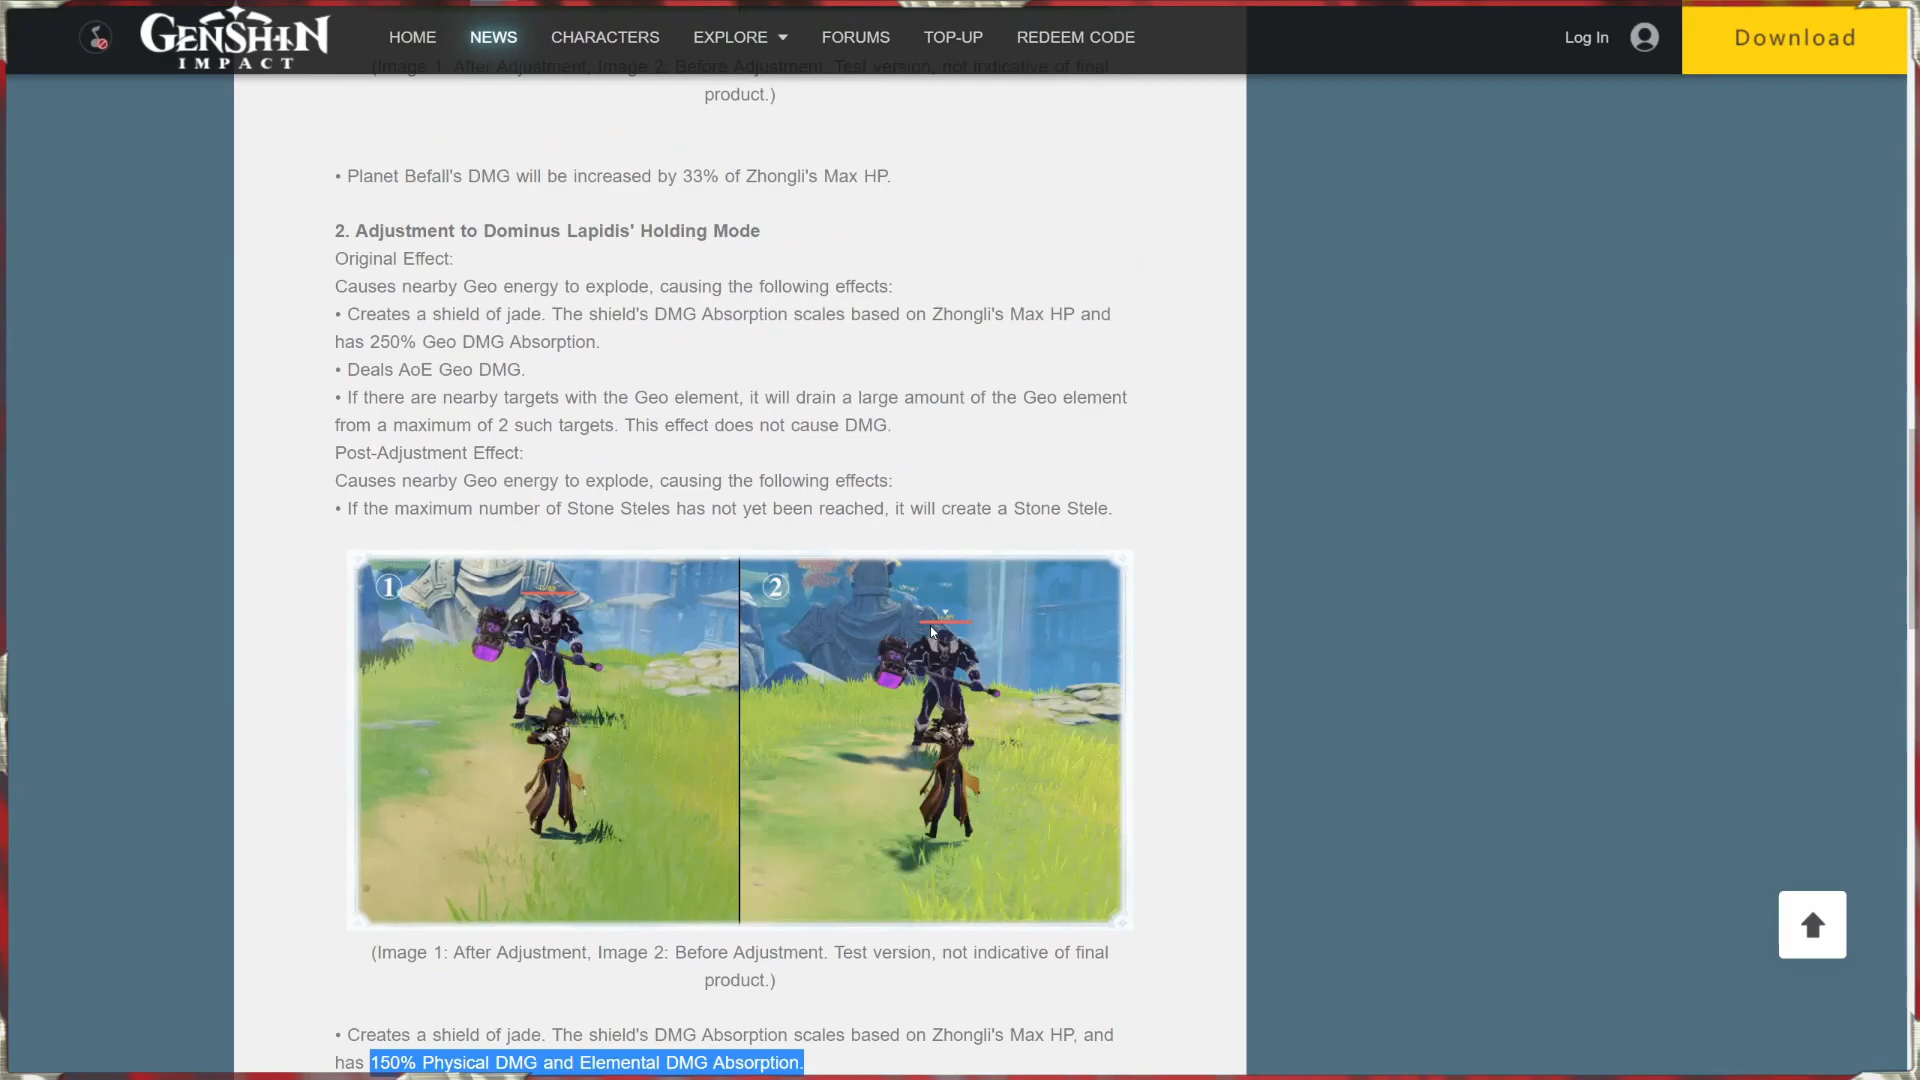 GENSHIN
IMPACT
HOME NEWS CHARACTERS EXPLORE FORUMS TOP-UP REDEEM CODE
Log In
Download
(Image 1: After Adjustment, Image 2: Before Adjustment. Test version, not indicative of final
product.)
• Planet Befall's DMG will be increased by 33% of Zhongli's Max HP.
2. Adjustment to Dominus Lapidis' Holding Mode
Original Effect:
Causes nearby Geo energy to explode, causing the following effects:
• Creates a shield of jade. The shield's DMG Absorption scales based on Zhongli's Max HP and
has 250% Geo DMG Absorption.
• Deals AoE Geo DMG.
• If there are nearby targets with the Geo element, it will drain a large amount of the Geo element
from a maximum of 2 such targets. This effect does not cause DMG.
Post-Adjustment Effect:
Causes nearby Geo energy to explode, causing the following effects:
• If the maximum number of Stone Steles has not yet been reached, it will create a Stone Stele.
1
2
(Image 1: After Adjustment, Image 2: Before Adjustment. Test version, not indicative of final
product.)
• Creates a shield of jade. The shield's DMG Absorption scales based on Zhongli's Max HP, and
has 150% Physical DMG and Elemental DMG Absorption.